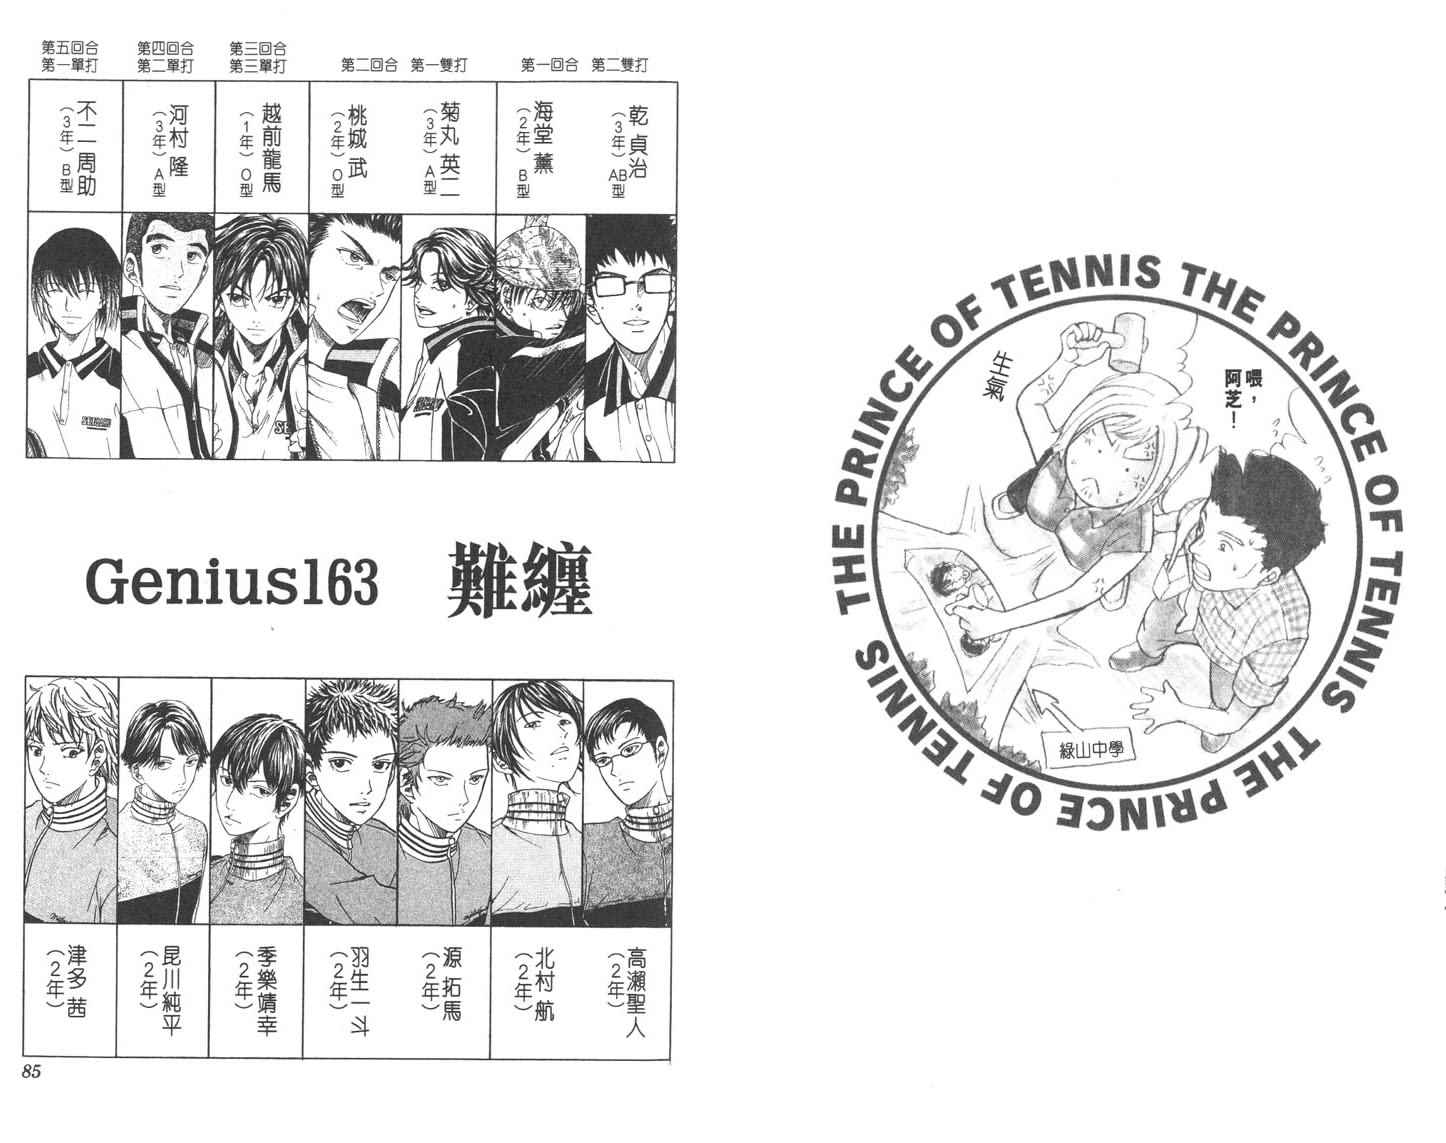 THE PRINCE OF TENNIS THE PRINCE OF TENNIS THE PRINCE OF TENNIS
喂，
阿芝！
生氣
綠山中學
第一回合 第二雙打
第二回合 第一雙打
第三回合
第三單打
第四回合
第二單打
第五回合
第一單打
乾 貞治
（3年）AB型
海堂 薰
（2年）B型
菊丸 英二
（3年）A型
桃城 武
（2年）O型
越前龍馬
（1年）O型
河村 隆
（3年）A型
不二周助
（3年）B型
Genius163 難纏
高瀨聖人
（2年）
北村 航
（2年）
源 拓馬
（2年）
羽生一斗
（2年）
季樂靖幸
（2年）
昆川純平
（2年）
津多 茜
（2年）
85